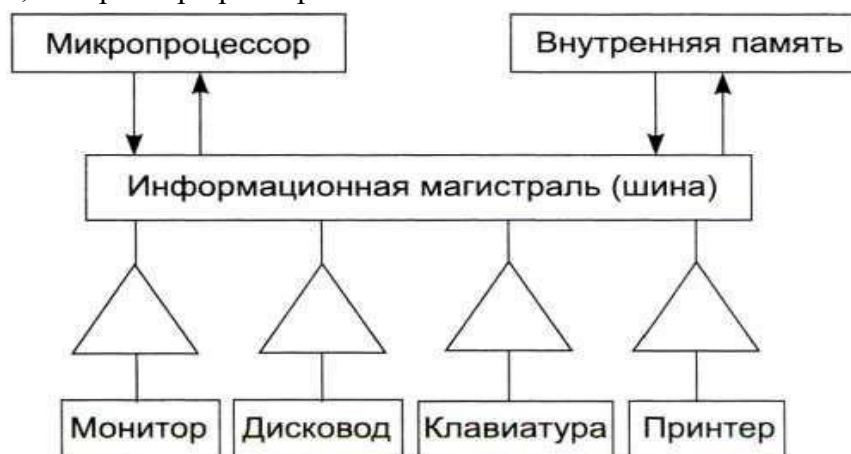 Микропроцессор
Внутренняя память
Информационная магистраль (шина)
Монитор
Дисковод
Клавиатура
Принтер